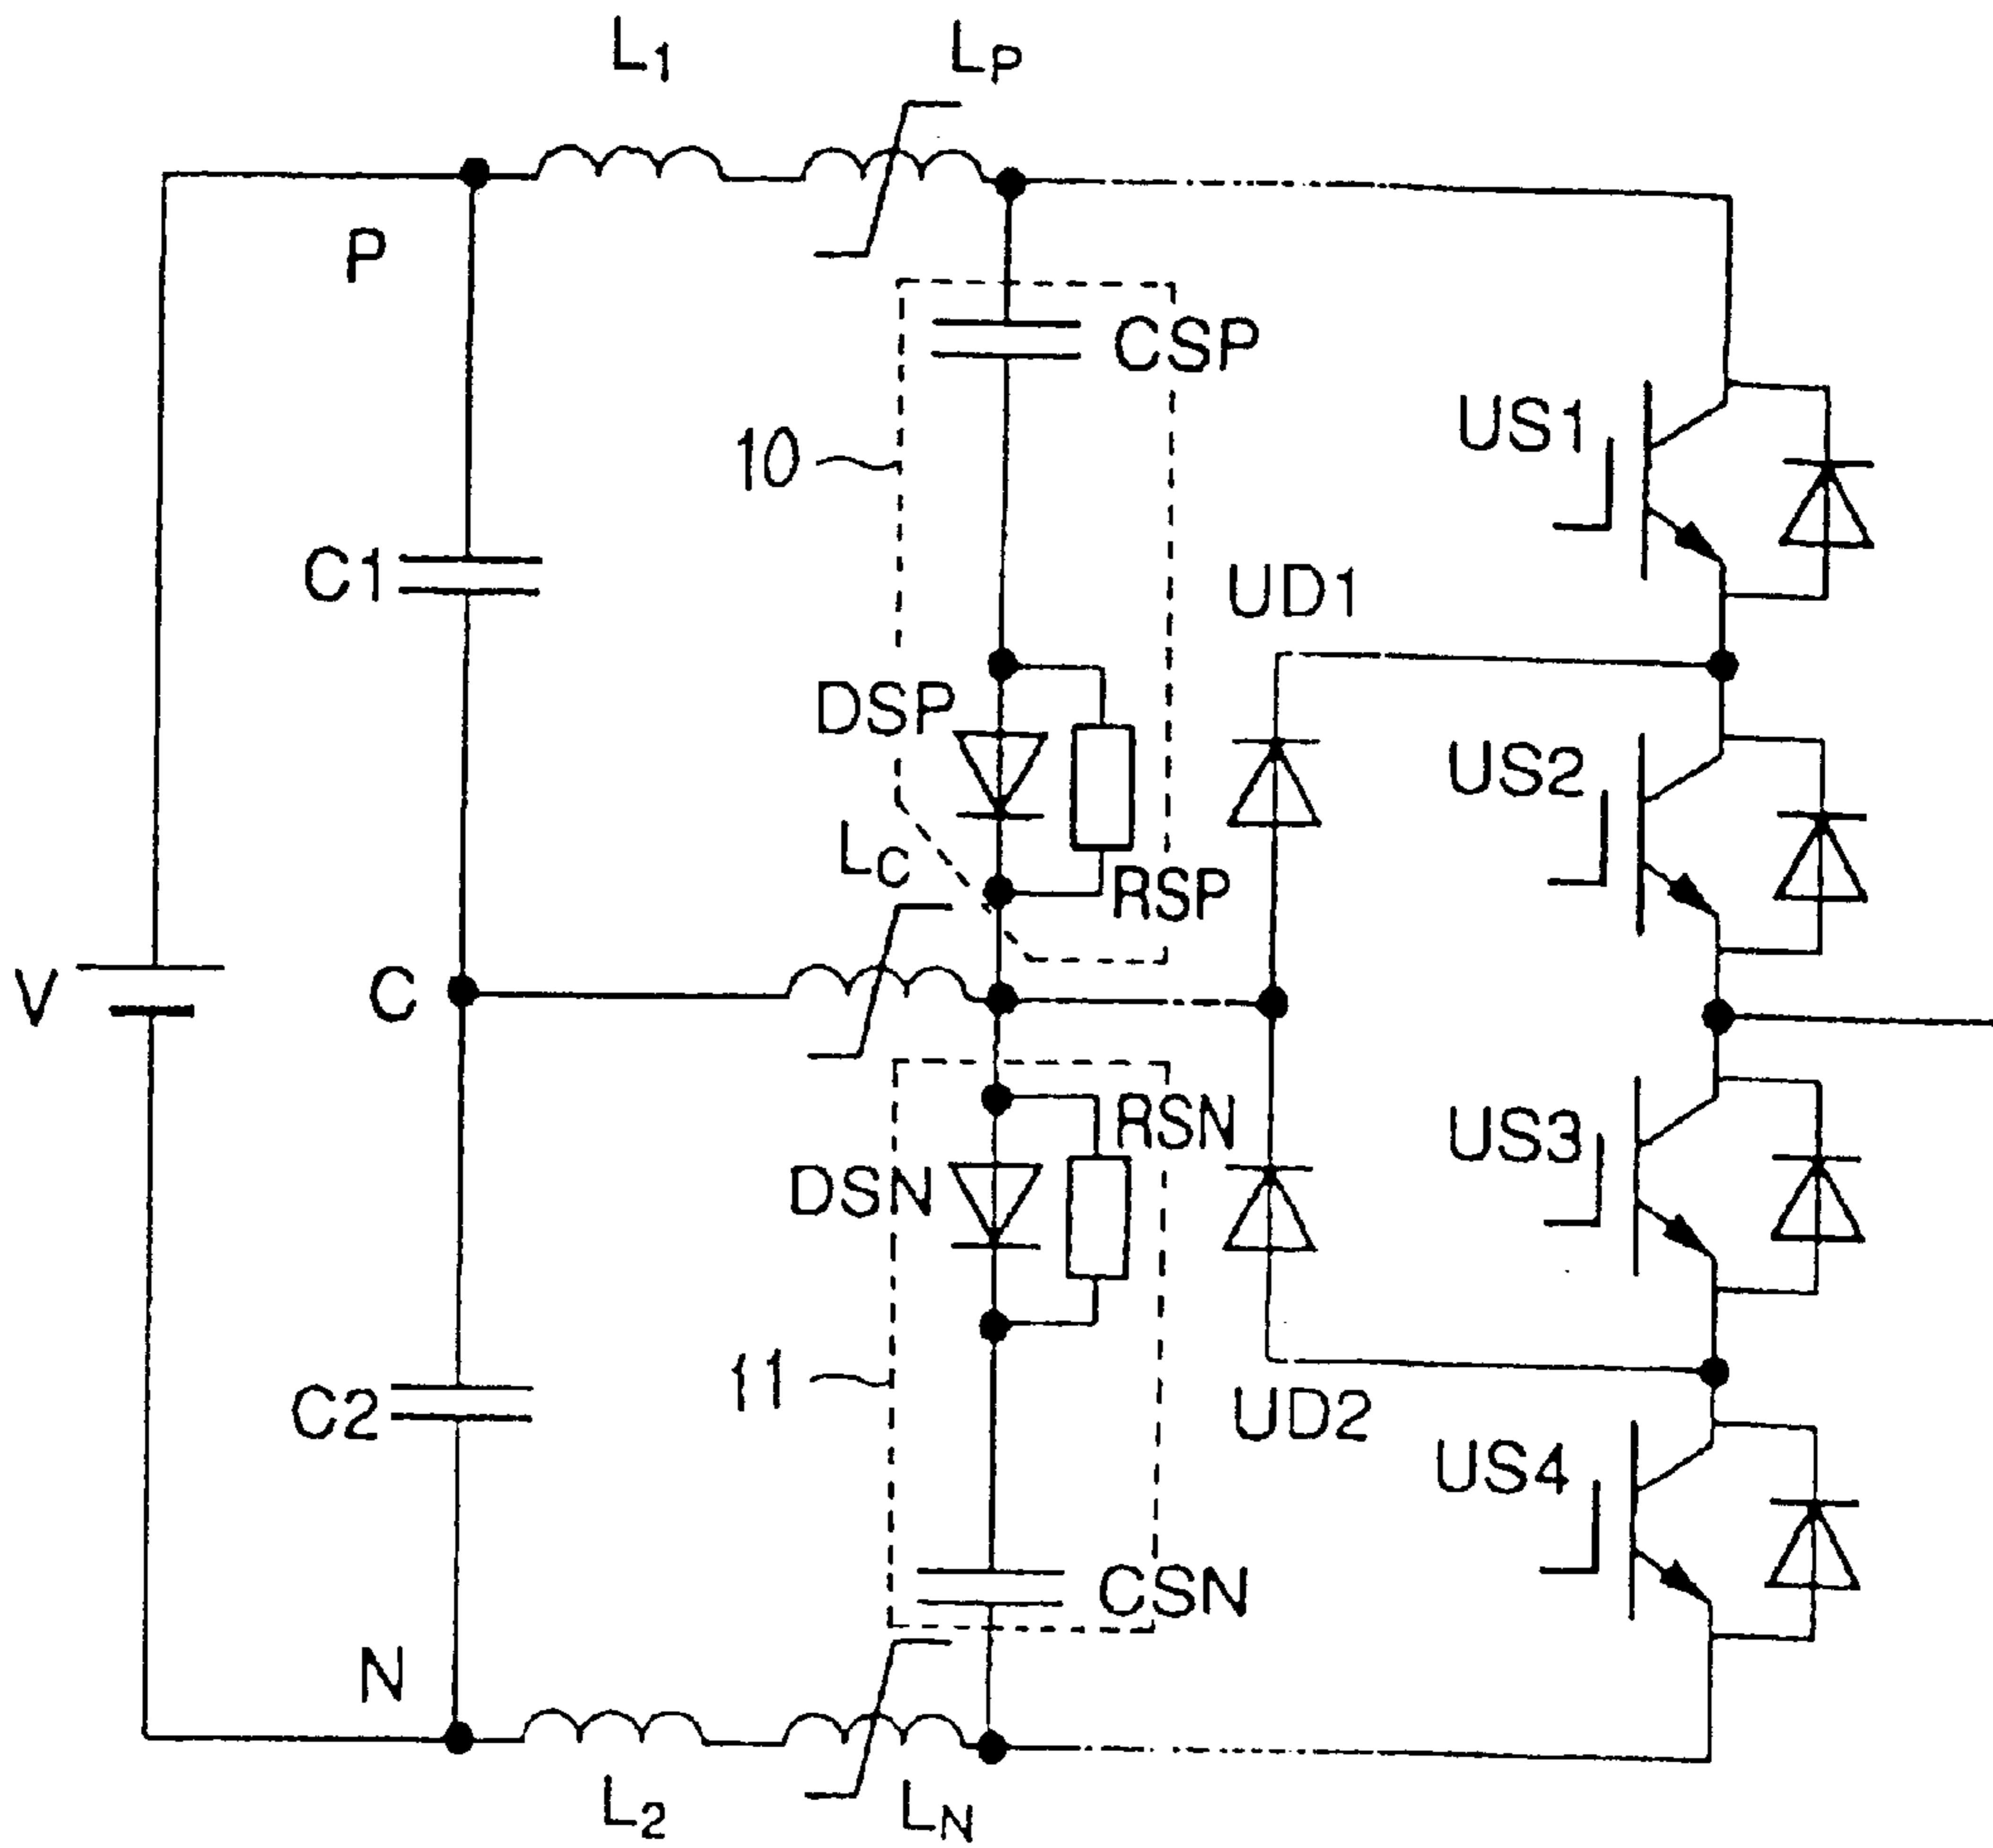 L1
LP
P
CSP
US1
10
C1
UD1
DSP
US2
LC
RSP
V
C
RSN
US3
DSN
11
C2
UD2
US4
CSN
N
L2
LN